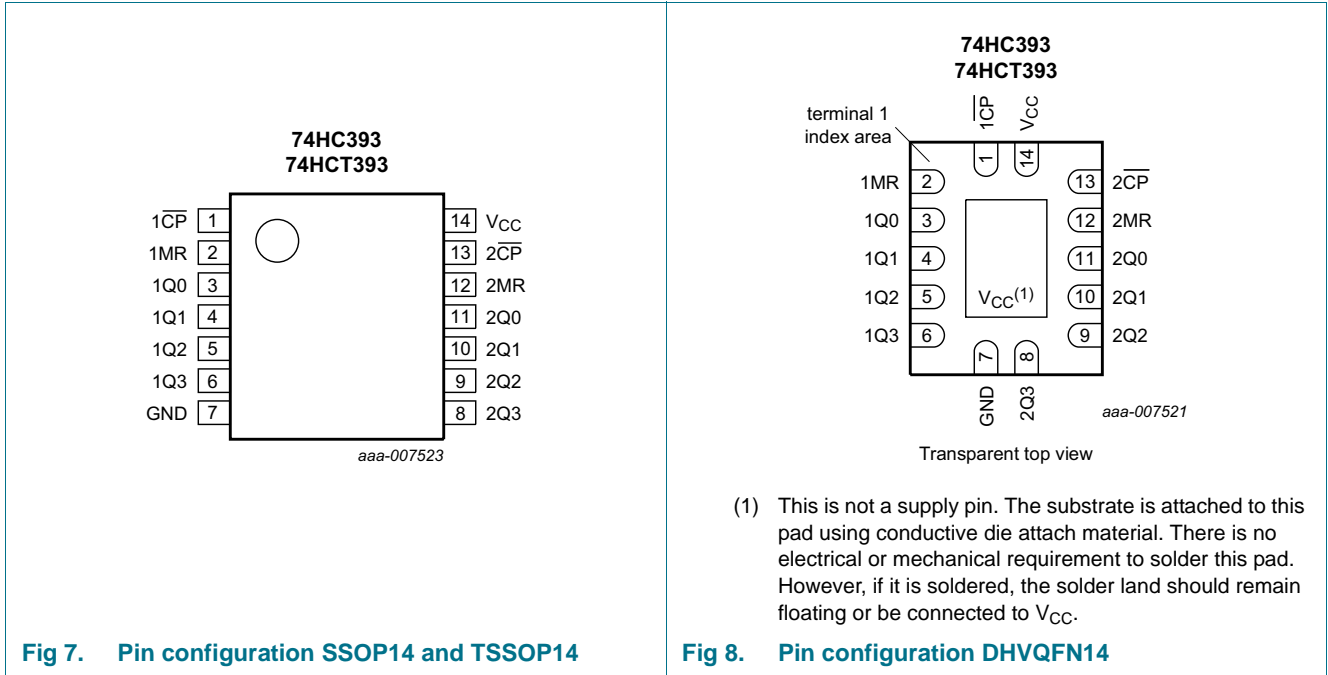 74HC393
74HCT393
1C̅P̅ 1
1MR 2
1Q0 3
1Q1 4
1Q2 5
1Q3 6
GND 7
14 VCC
13 2C̅P̅
12 2MR
11 2Q0
10 2Q1
9 2Q2
8 2Q3
aaa-007523
Fig 7. Pin configuration SSOP14 and TSSOP14
74HC393
74HCT393
terminal 1
index area
1C̅P̅
VCC
1
14
1MR 2
1Q0 3
1Q1 4
1Q2 5
1Q3 6
13 2C̅P̅
12 2MR
11 2Q0
10 2Q1
9 2Q2
VCC(1)
7
8
GND
2Q3
aaa-007521
Transparent top view
(1) This is not a supply pin. The substrate is attached to this
pad using conductive die attach material. There is no
electrical or mechanical requirement to solder this pad.
However, if it is soldered, the solder land should remain
floating or be connected to VCC.
Fig 8. Pin configuration DHVQFN14